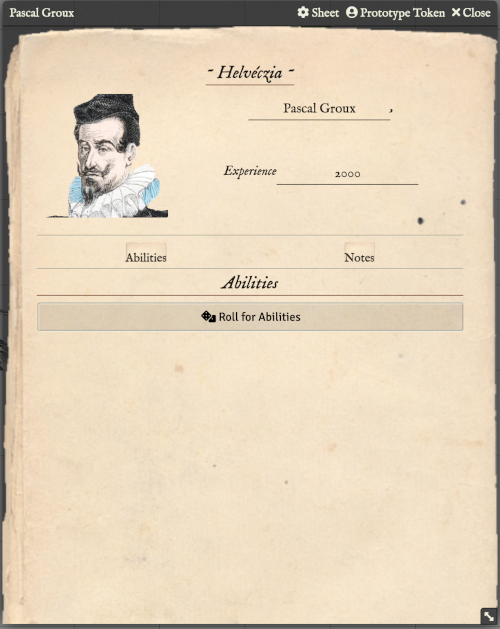 Pascal Groux Sheet Prototype Token Close
~ Helvéczia ~
Pascal Groux ,
Experience 2000
Abilities Notes
Abilities
Roll for Abilities